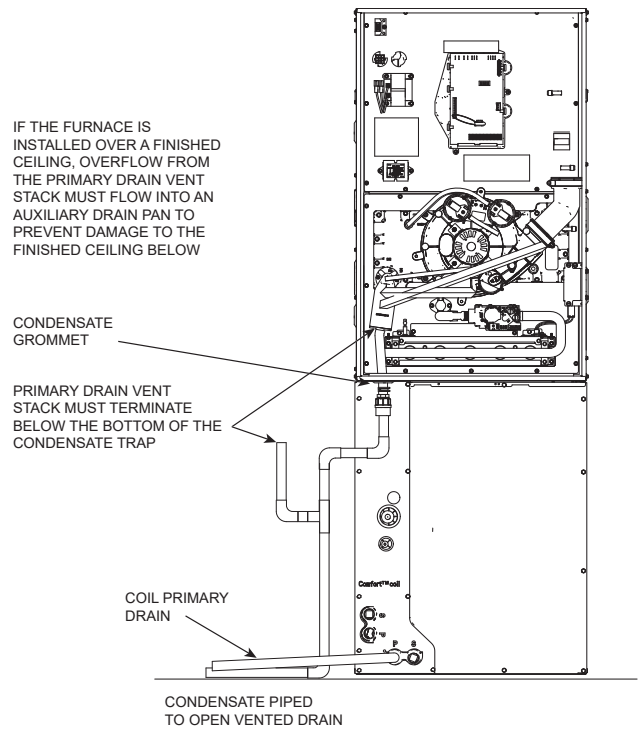 IF THE FURNACE IS
INSTALLED OVER A FINISHED
CEILING, OVERFLOW FROM
THE PRIMARY DRAIN VENT
STACK MUST FLOW INTO AN
AUXILIARY DRAIN PAN TO
PREVENT DAMAGE TO THE
FINISHED CEILING BELOW
CONDENSATE
GROMMET
PRIMARY DRAIN VENT
STACK MUST TERMINATE
BELOW THE BOTTOM OF THE
CONDENSATE TRAP
Comfort™ coil
COIL PRIMARY
DRAIN
P S
CONDENSATE PIPED
TO OPEN VENTED DRAIN